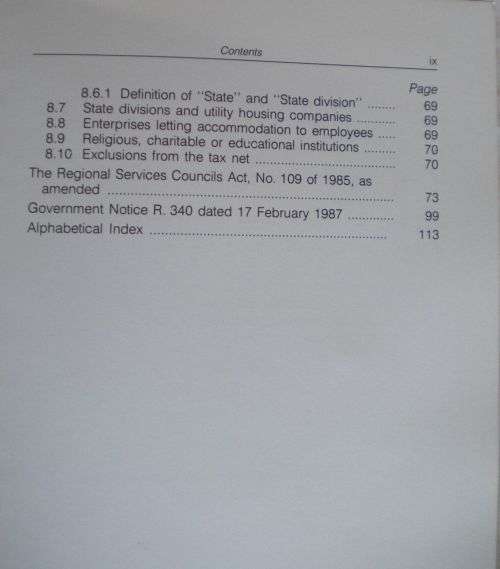 Contents
ix
Page
8.6.1 Definition of "State" and "State division" ........ 69
8.7 State divisions and utility housing companies ........... 69
8.8 Enterprises letting accommodation to employees ..... 69
8.9 Religious, charitable or educational institutions ......... 70
8.10 Exclusions from the tax net ........................................ 70
The Regional Services Councils Act, No. 109 of 1985, as
amended .................................................................................. 73
Government Notice R. 340 dated 17 February 1987 ............. 99
Alphabetical Index .................................................................... 113